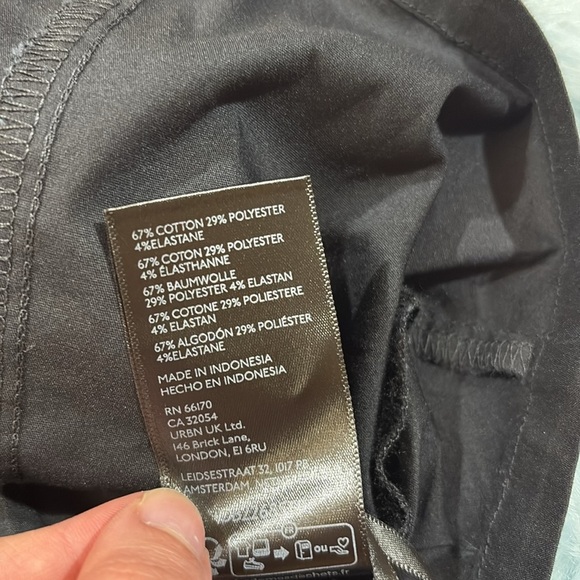 67% COTTON 29% POLYESTER
4%ELASTANE
67% COTON 29% POLYESTER
4% ÉLASTHANNE
67% BAUMWOLLE
29% POLYESTER 4% ELASTAN
67% COTONE 29% POLIESTERE
4% ELASTAN
67% ALGODÓN 29% POLIÉSTER
4%ELASTANE
MADE IN INDONESIA
HECHO EN INDONESIA
RN 66170
CA 32054
URBN UK Ltd.
146 Brick Lane,
LONDON, E1 6RU
LEIDSESTRAAT 32, 1017 PB
AMSTERDAM,
ou